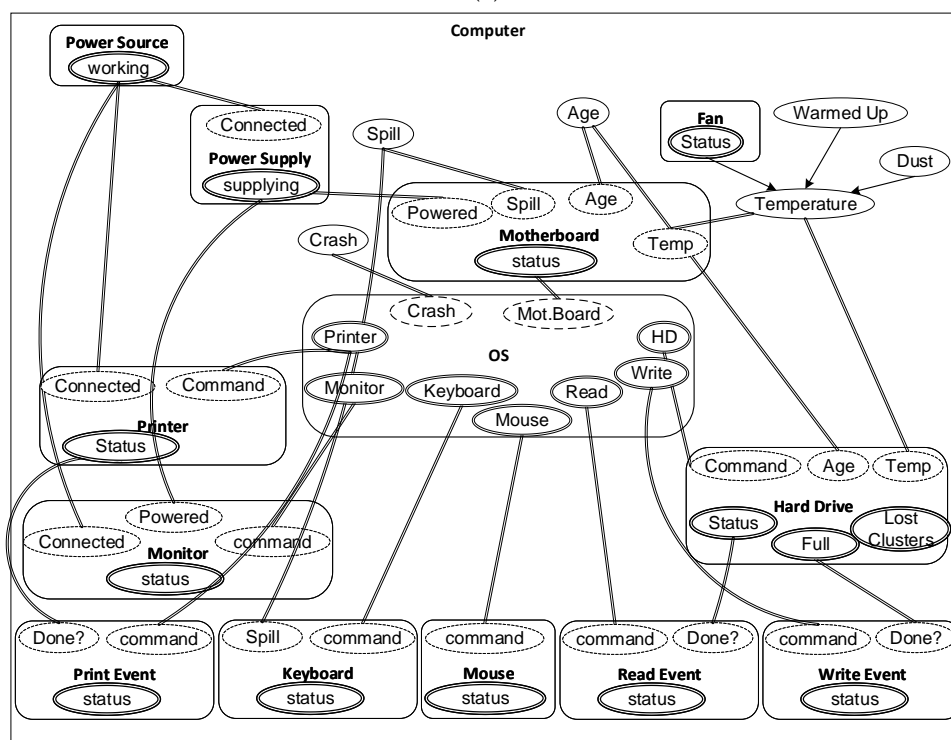 Computer
Power Source
working
Connected
Power Supply
supplying
Spill
Age
Fan
Status
Warmed Up
Dust
Temperature
Powered
Spill
Age
Motherboard
status
Temp
Crash
Crash
Mot.Board
Printer
OS
HD
Monitor
Keyboard
Mouse
Read
Write
Connected
Command
Printer
Status
Powered
Connected
command
Monitor
status
Command
Age
Temp
Hard Drive
Status
Full
Lost
Clusters
Done?
command
Print Event
status
Spill
command
Keyboard
status
command
Mouse
status
command
Done?
Read Event
status
command
Done?
Write Event
status